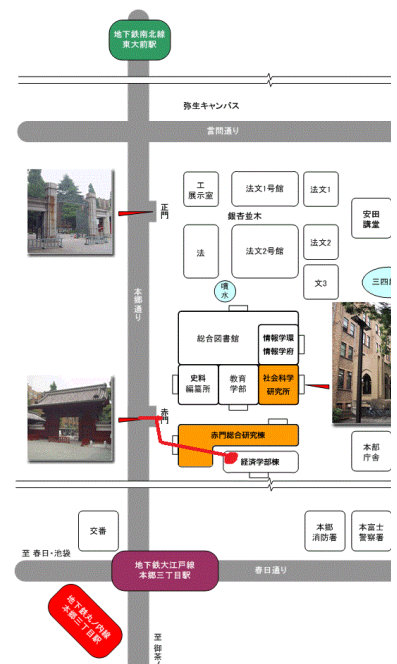 地下鉄南北線
東大前駅
弥生キャンパス
言問通り
正門
工
展示室
法文1号館
法文1
銀杏並木
安田
講堂
法
法文2号館
法文2
文3
噴水
三四
本郷通り
総合図書館
情報学環
情報学府
史料
編纂所
教育
学部
社会科学
研究所
赤門
赤門総合研究棟
経済学部棟
本部
庁舎
交番
本郷
消防署
本富士
警察署
至 春日・池袋
地下鉄大江戸線
本郷三丁目駅
春日通り
地下鉄丸ノ内線
本郷三丁目駅
至 御茶